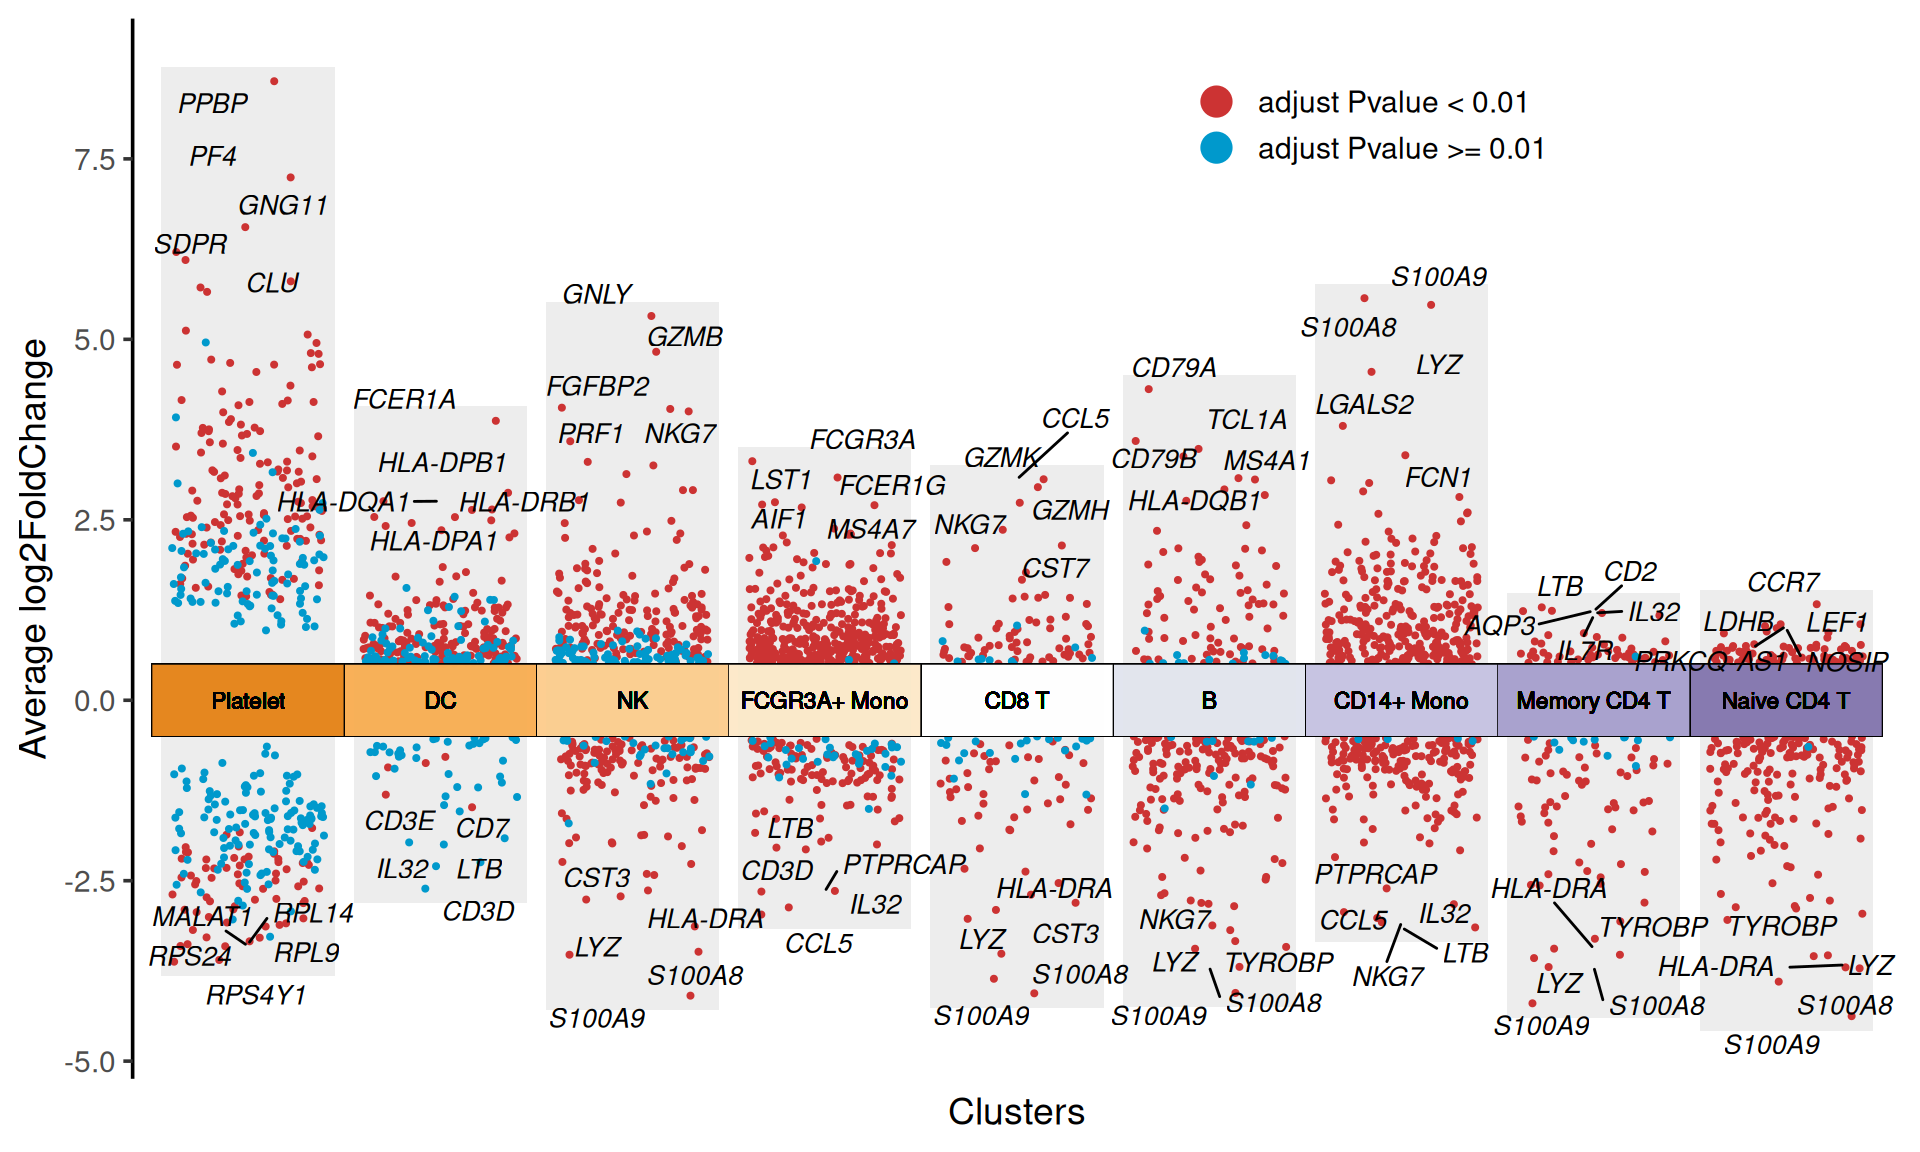 adjust Pvalue < 0.01
adjust Pvalue >= 0.01
Average log2FoldChange
7.5
5.0
2.5
0.0
-2.5
-5.0
PPBP
PF4
GNG11
SDPR
CLU
FCER1A
HLA-DPB1
HLA-DQA1
HLA-DRB1
HLA-DPA1
GNLY
GZMB
FGFBP2
PRF1
NKG7
FCGR3A
LST1
FCER1G
AIF1
MS4A7
CCL5
GZMK
GZMH
NKG7
CST7
CD79A
TCL1A
CD79B
MS4A1
HLA-DQB1
S100A9
S100A8
LYZ
LGALS2
FCN1
CD2
LTB
IL32
AQP3
IL7R
CCR7
LDHB
LEF1
PRKCQ-AS1
NOSIP
Platelet
DC
NK
FCGR3A+ Mono
CD8 T
B
CD14+ Mono
Memory CD4 T
Naive CD4 T
MALAT1
RPL14
RPS24
RPL9
RPS4Y1
CD3E
CD7
IL32
LTB
CD3D
CST3
HLA-DRA
LYZ
S100A8
S100A9
LTB
CD3D
PTPRCAP
IL32
CCL5
HLA-DRA
LYZ
CST3
S100A8
S100A9
NKG7
LYZ
TYROBP
S100A8
S100A9
PTPRCAP
CCL5
IL32
LTB
NKG7
HLA-DRA
TYROBP
LYZ
S100A8
S100A9
TYROBP
HLA-DRA
LYZ
S100A8
S100A9
Clusters